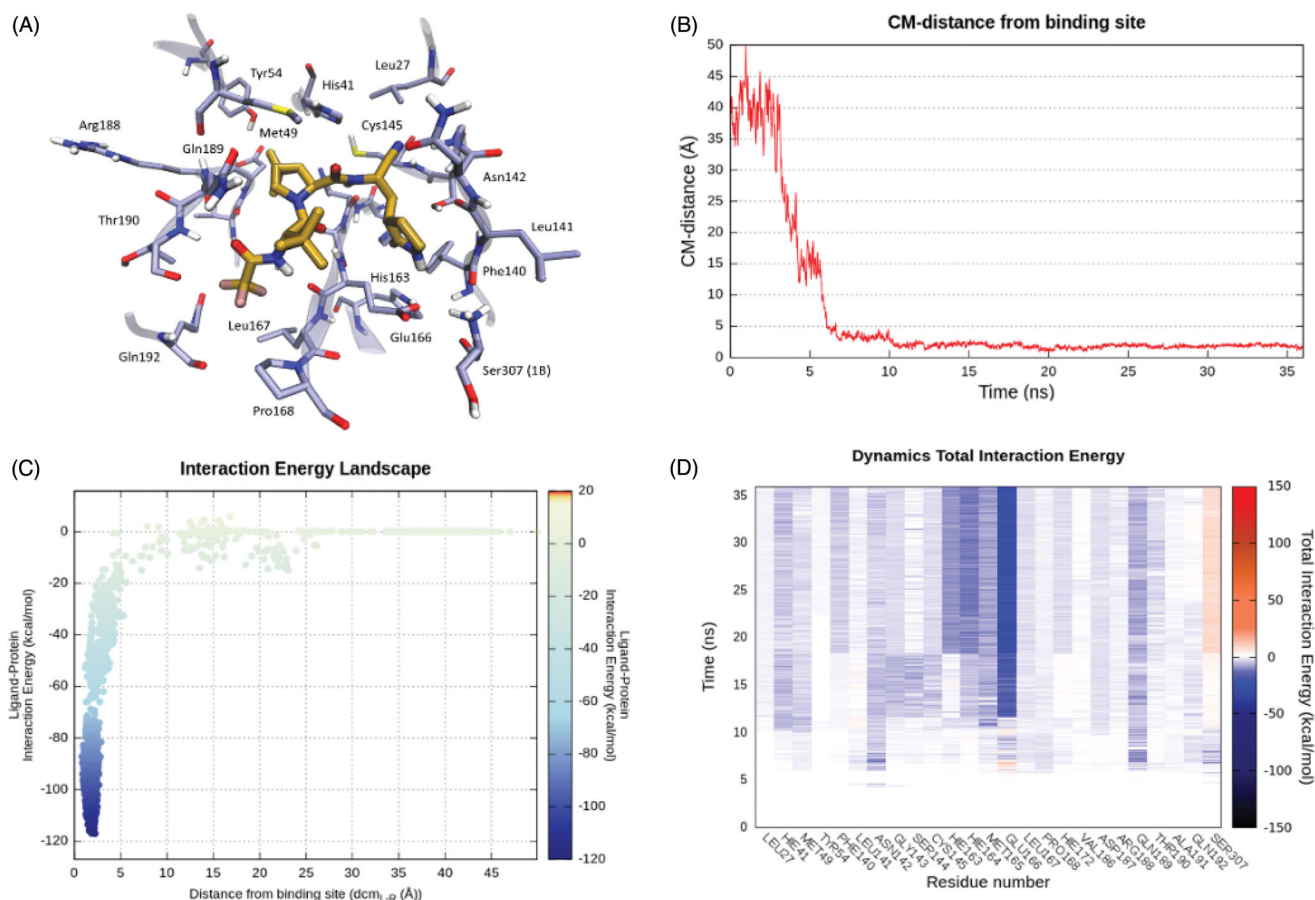 (A)
Tyr54
His41
Leu27
Arg188
Met49
Cys145
Gln189
Asn142
Thr190
Leu141
Phe140
His163
Leu167
Glu166
Gln192
Ser307 (1B)
Pro168
(B)
CM-distance from binding site
CM-distance (Å)
50
45
40
35
30
25
20
15
10
5
0
0 5 10 15 20 25 30 35
Time (ns)
(C)
Interaction Energy Landscape
Ligand-Protein
Interaction Energy (kcal/mol)
0
-20
-40
-60
-80
-100
-120
0 5 10 15 20 25 30 35 40 45
Distance from binding site (dcm L-R (Å))
20
0
-20
-40
-60
-80
-100
-120
Ligand-Protein
Interaction Energy (kcal/mol)
(D)
Dynamics Total Interaction Energy
Time (ns)
35
30
25
20
15
10
5
0
LEU27
HE41
MET49
TYR54
PHE140
LEU141
ASN142
GLY143
SER144
CYS145
HE163
HE164
MET165
GLU166
LEU167
PRO168
HE172
VAL186
ASP187
ARG188
GLN189
THR190
ALA191
GLN192
SER307
Residue number
150
100
50
0
-50
-100
-150
Total Interaction Energy (kcal/mol)